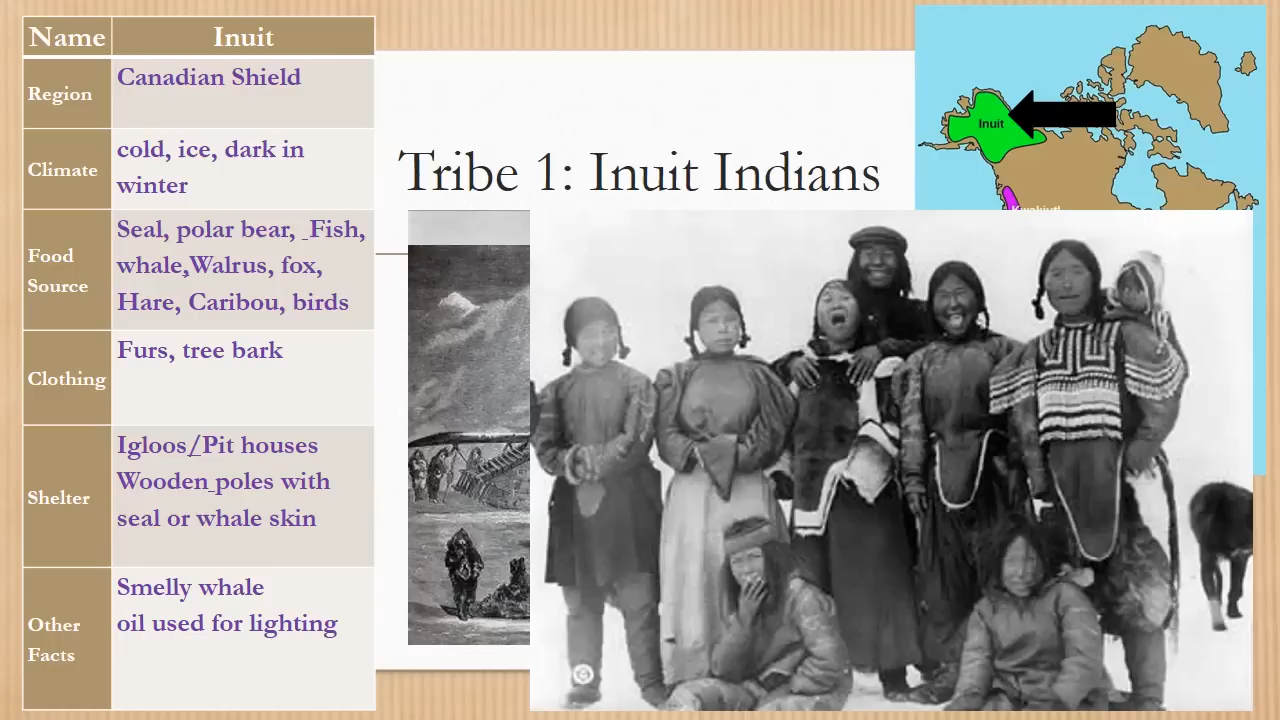 Name Inuit
Region Canadian Shield
Climate cold, ice, dark in
winter
Food
Source
Seal, polar bear, _Fish,
whale,Walrus, fox,
Hare, Caribou, birds
Clothing Furs, tree bark
Shelter
Igloos/Pit houses
Wooden_poles with
seal or whale skin
Other
Facts
Smelly whale
oil used for lighting
Tribe 1: Inuit Indians
Inuit